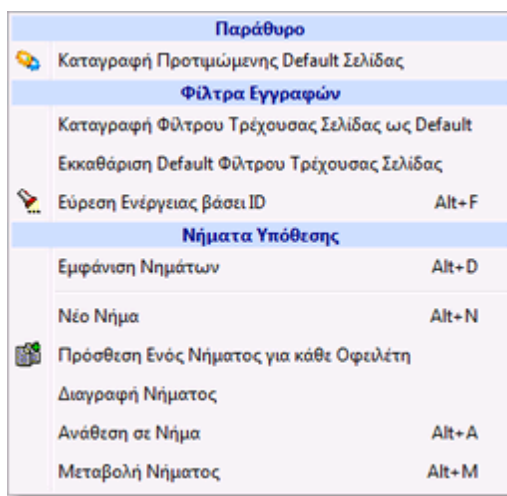 Παράθυρο
Καταγραφή Προτιμώμενης Default Σελίδας
Φίλτρα Εγγραφών
Καταγραφή Φίλτρου Τρέχουσας Σελίδας ως Default
Εκκαθάριση Default Φίλτρου Τρέχουσας Σελίδας
Εύρεση Ενέργειας βάσει ID Alt+F
Νήματα Υπόθεσης
Εμφάνιση Νημάτων Alt+D
Νέο Νήμα Alt+N
Πρόσθεση Ενός Νήματος για κάθε Οφειλέτη
Διαγραφή Νήματος
Ανάθεση σε Νήμα Alt+A
Μεταβολή Νήματος Alt+M